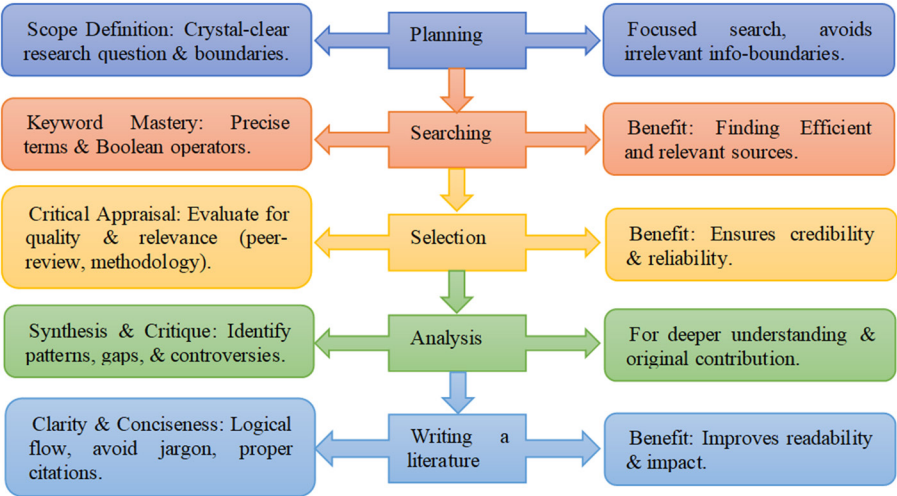 Scope Definition: Crystal-clear
research question & boundaries.
Planning
Focused search, avoids
irrelevant info-boundaries.
Keyword Mastery: Precise
terms & Boolean operators.
Searching
Benefit: Finding Efficient
and relevant sources.
Critical Appraisal: Evaluate for
quality & relevance (peer-
review, methodology).
Selection
Benefit: Ensures credibility
& reliability.
Synthesis & Critique: Identify
patterns, gaps, & controversies.
Analysis
For deeper understanding &
original contribution.
Clarity & Conciseness: Logical
flow, avoid jargon, proper
citations.
Writing a
literature
Benefit: Improves readability
& impact.